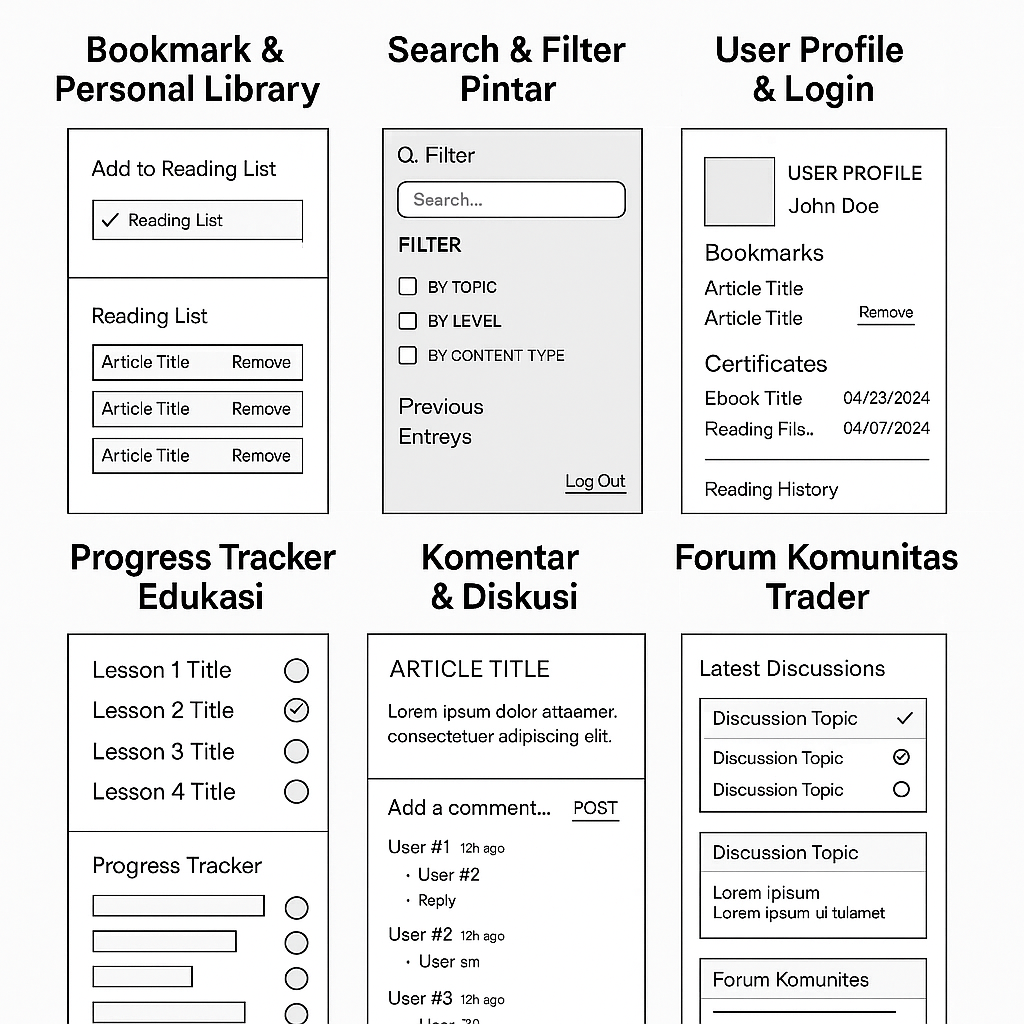 Bookmark &
Personal Library
Add to Reading List
Reading List
Reading List
Article Title Remove
Article Title Remove
Article Title Remove
Search & Filter
Pintar
Q. Filter
Search...
FILTER
BY TOPIC
BY LEVEL
BY CONTENT TYPE
Previous
Entreys
Log Out
User Profile
& Login
USER PROFILE
John Doe
Bookmarks
Article Title
Article Title Remove
Certificates
Ebook Title 04/23/2024
Reading Fils.. 04/07/2024
Reading History
Progress Tracker
Edukasi
Lesson 1 Title
Lesson 2 Title
Lesson 3 Title
Lesson 4 Title
Progress Tracker
Komentar
& Diskusi
ARTICLE TITLE
Lorem ipsum dolor attaamer.
consectetuer adipiscing elit.
Add a comment... POST
User #1 12h ago
• User #2
• Reply
User #2 12h ago
• User sm
User #3 12h ago
Forum Komunitas
Trader
Latest Discussions
Discussion Topic
Discussion Topic
Discussion Topic
Discussion Topic
Lorem ipisum
Lorem ipsum ui tulamet
Forum Komunites